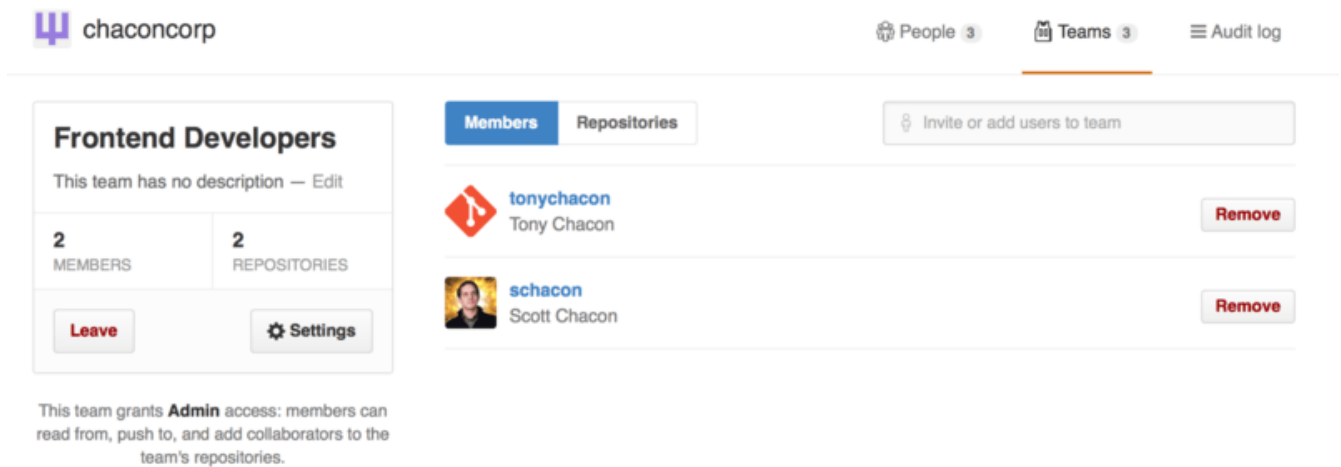 chaconcorp
People 3
Teams 3
Audit log
Frontend Developers
This team has no description — Edit
2
MEMBERS
2
REPOSITORIES
Leave
Settings
This team grants Admin access: members can
read from, push to, and add collaborators to the
team's repositories.
Members
Repositories
Invite or add users to team
tonychacon
Tony Chacon
Remove
schacon
Scott Chacon
Remove